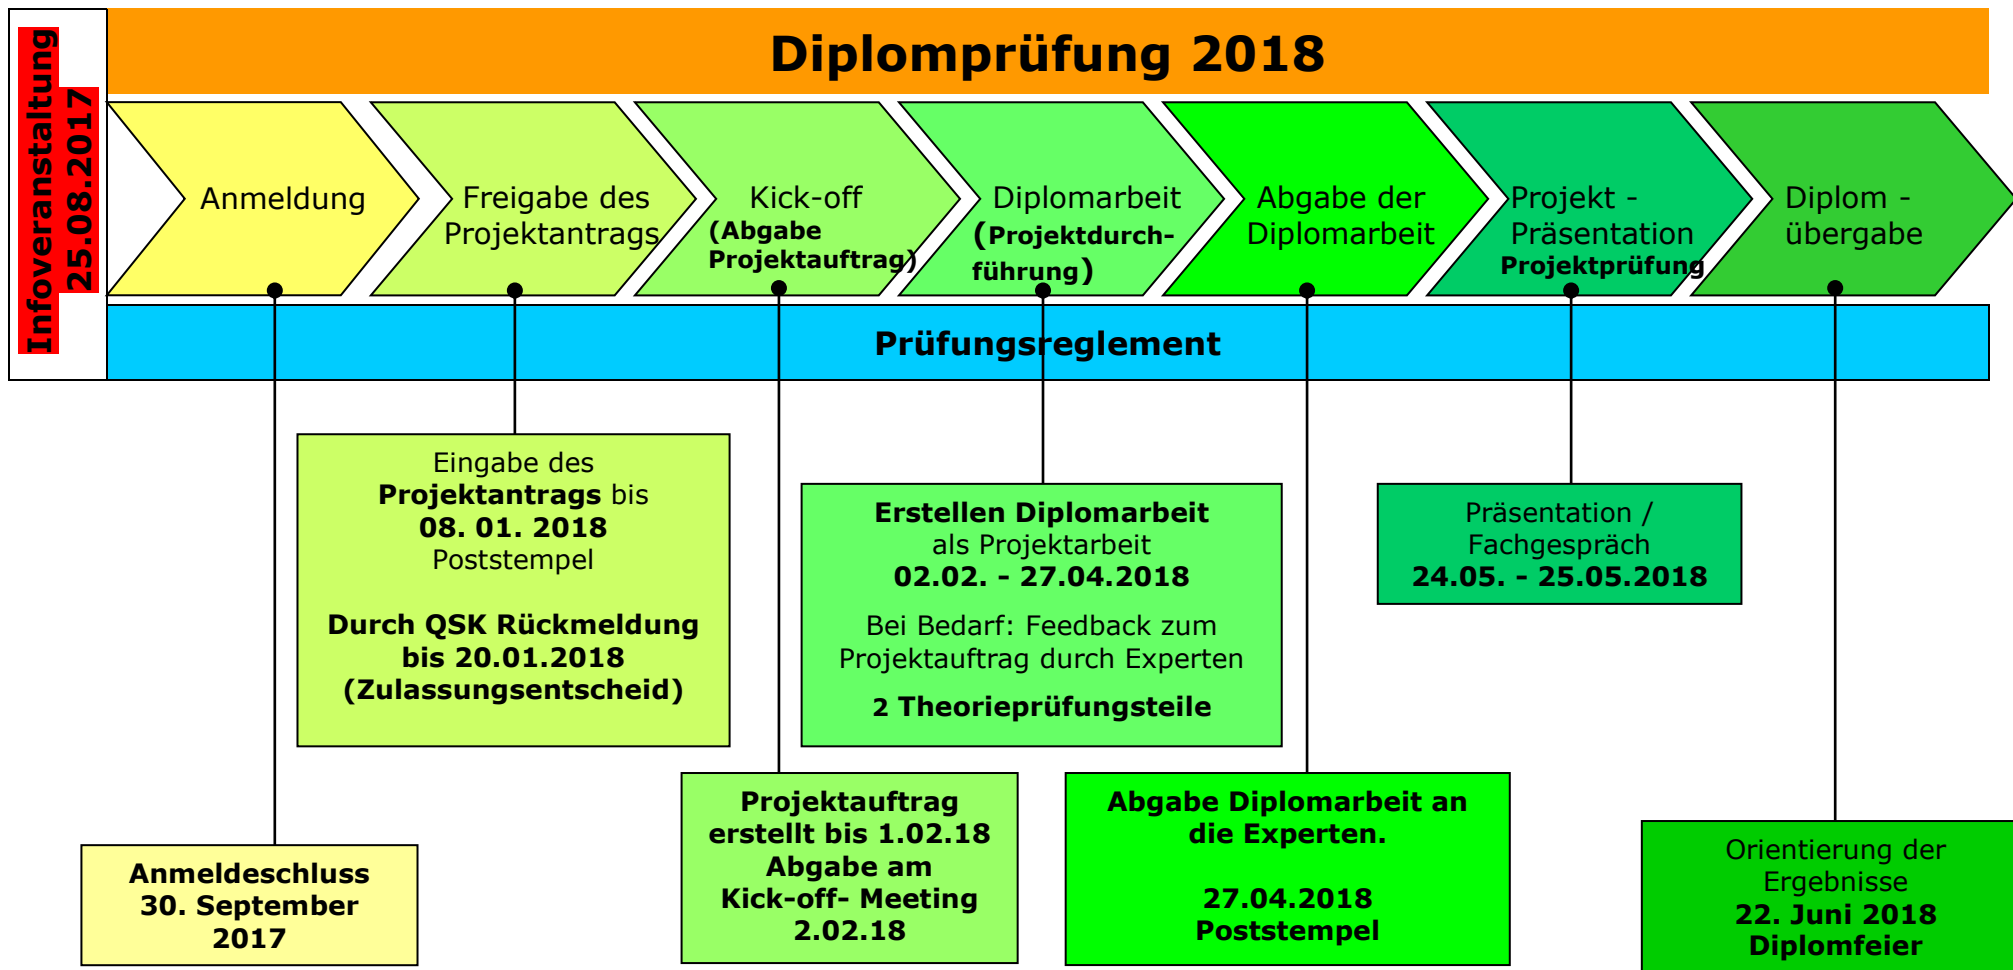 Infoveranstaltung
25.08.2017
Diplomprüfung 2018
Anmeldung
Freigabe des
Projektantrags
Kick-off
(Abgabe
Projektauftrag)
Diplomarbeit
(Projektdurch-
führung)
Abgabe der
Diplomarbeit
Projekt -
Präsentation
Projektprüfung
Diplom -
übergabe
Prüfungsreglement
Eingabe des
Projektantrags bis
08. 01. 2018
Poststempel
Durch QSK Rückmeldung
bis 20.01.2018
(Zulassungsentscheid)
Erstellen Diplomarbeit
als Projektarbeit
02.02. - 27.04.2018
Bei Bedarf: Feedback zum
Projektauftrag durch Experten
2 Theorieprüfungsteile
Präsentation /
Fachgespräch
24.05. - 25.05.2018
Anmeldeschluss
30. September
2017
Projektauftrag
erstellt bis 1.02.18
Abgabe am
Kick-off- Meeting
2.02.18
Abgabe Diplomarbeit an
die Experten.
27.04.2018
Poststempel
Orientierung der
Ergebnisse
22. Juni 2018
Diplomfeier